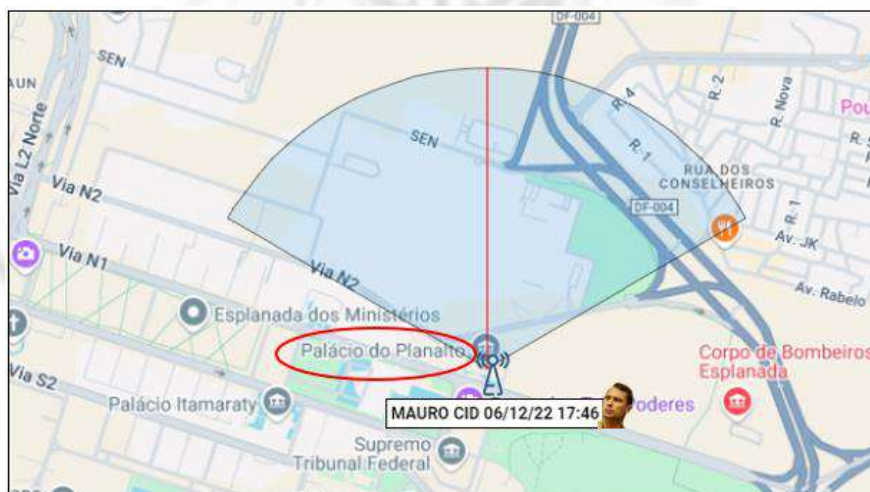 DF-004
SEN
AUN
Via L2 Norte
R. 4
R. 2
R. Nova
Pou
R. 1
SEN
Via N2
RUA DOS
CONSELHEIROS
DF-004
R. 1
Av. JK
Via N1
Via N2
Av. Rabelo
Esplanada dos Ministérios
Palácio do Planalto
Corpo de Bombeiros
Esplanada
Via S2
Palácio Itamaraty
Poderes
MAURO CID 06/12/22 17:46
Supremo
Tribunal Federal